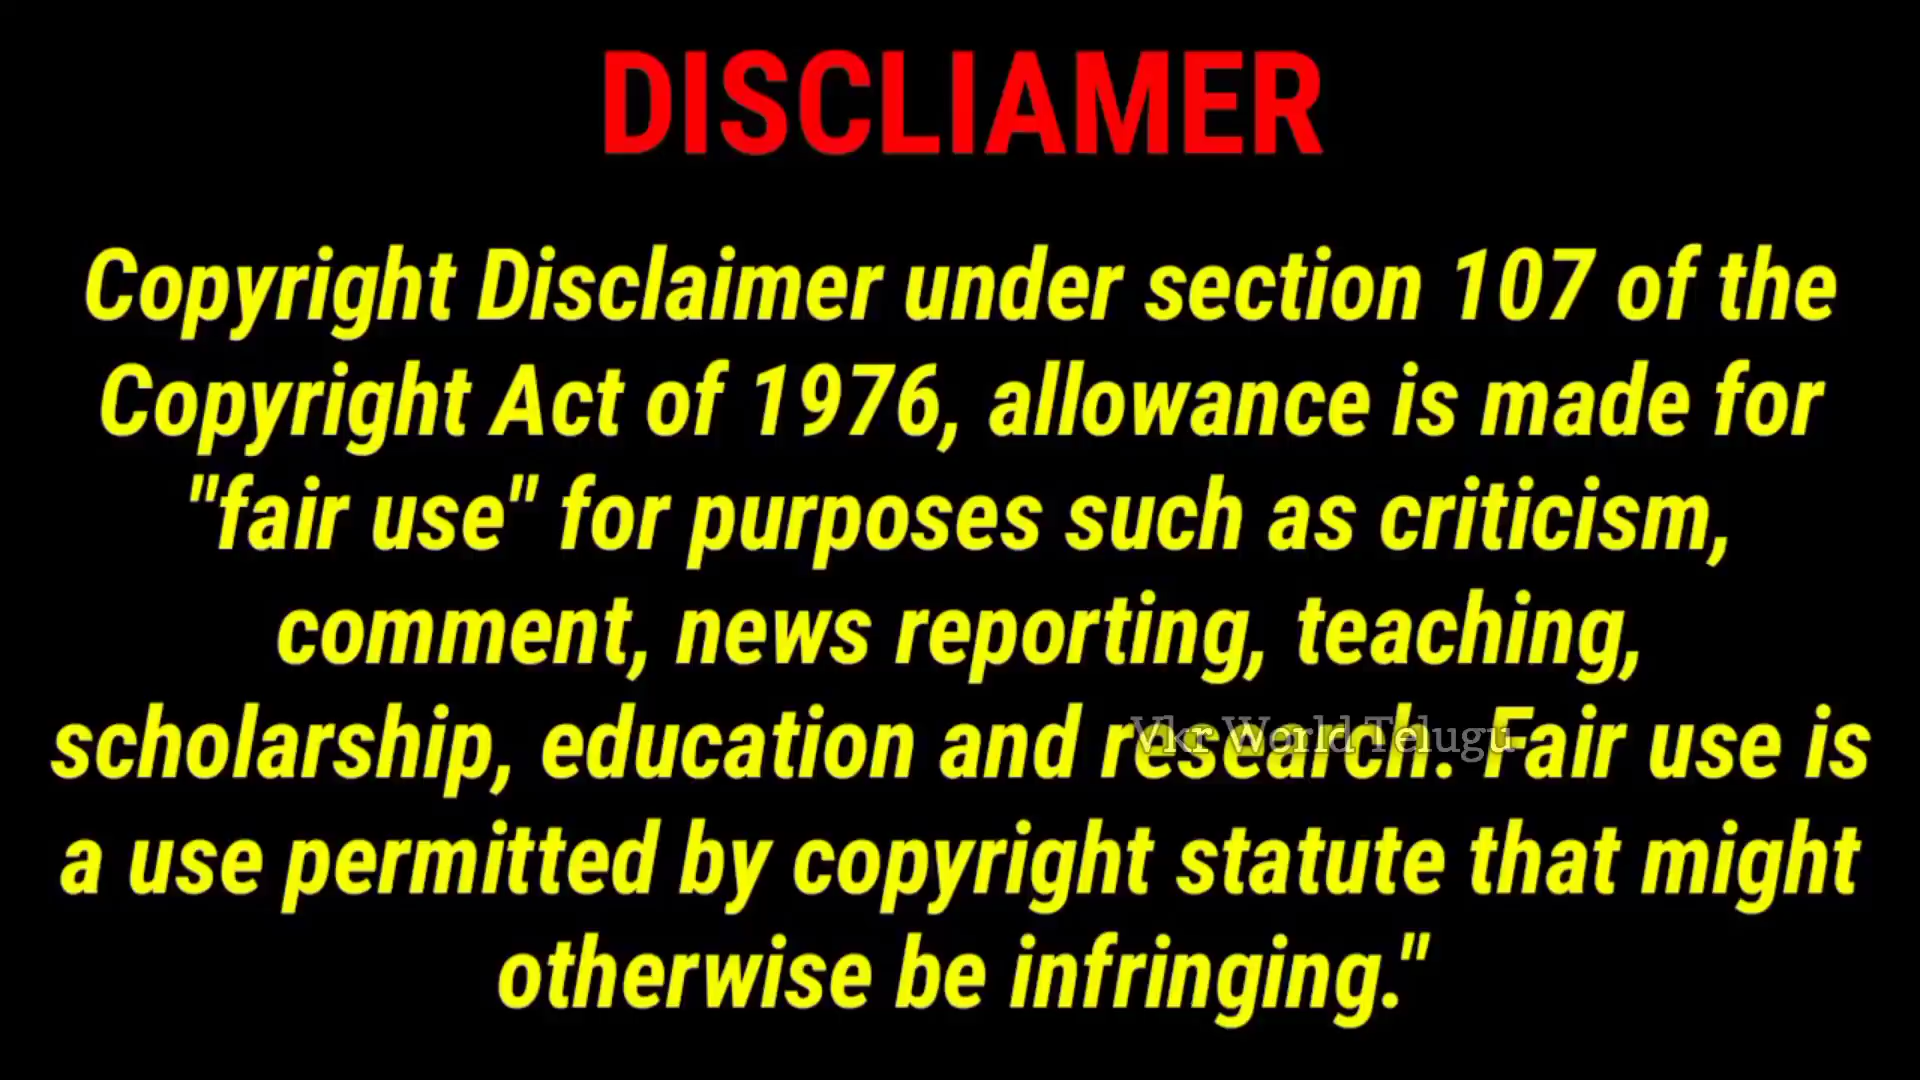 DISCLIAMER
Copyright Disclaimer under section 107 of the
Copyright Act of 1976, allowance is made for
"fair use" for purposes such as criticism,
comment, news reporting, teaching,
scholarship, education and research. Fair use is
Vkr World Telugu
a use permitted by copyright statute that might
otherwise be infringing."